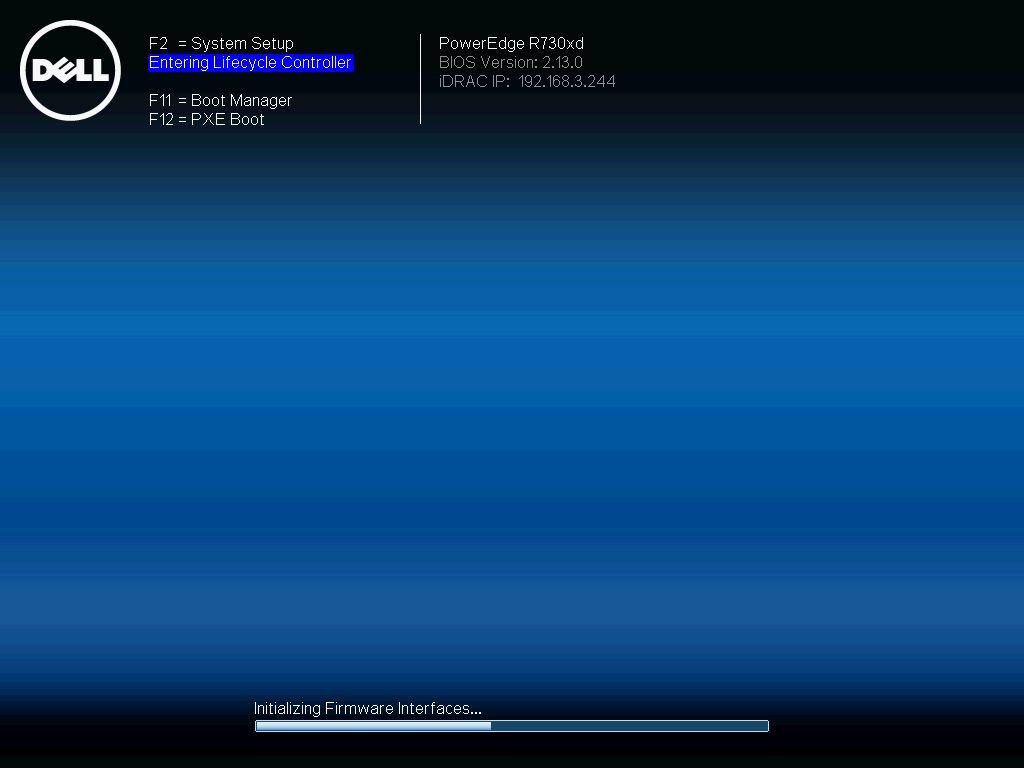 DELL
F2 = System Setup
Entering Lifecycle Controller
F11 = Boot Manager
F12 = PXE Boot
PowerEdge R730xd
BIOS Version: 2.13.0
iDRAC IP: 192.168.3.244
Initializing Firmware Interfaces...